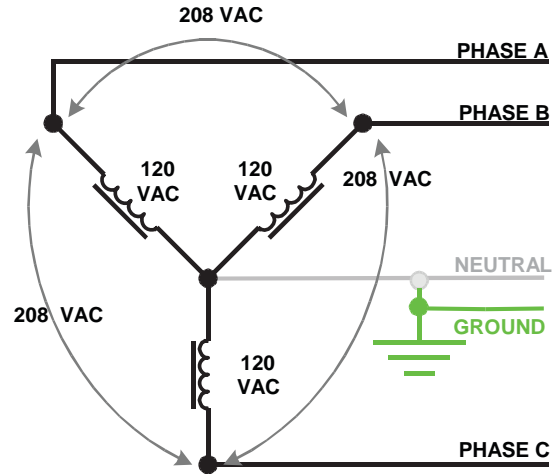 208 VAC
PHASE A
PHASE B
120
VAC
120
VAC
208 VAC
NEUTRAL
208 VAC
GROUND
120
VAC
PHASE C